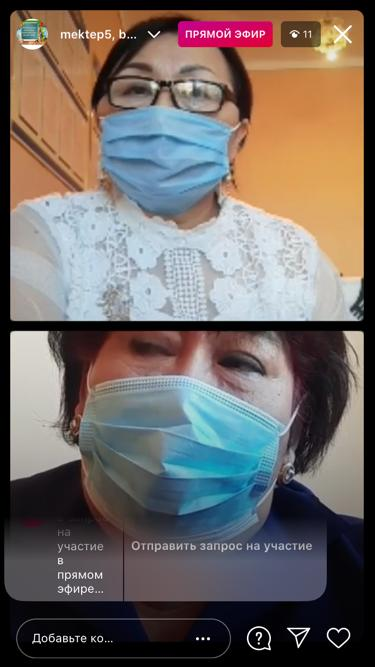 mektep5, b...
ПРЯМОЙ ЭФИР
11
на
участие
в
прямом
эфире...
Отправить запрос на участие
Добавьте ко...